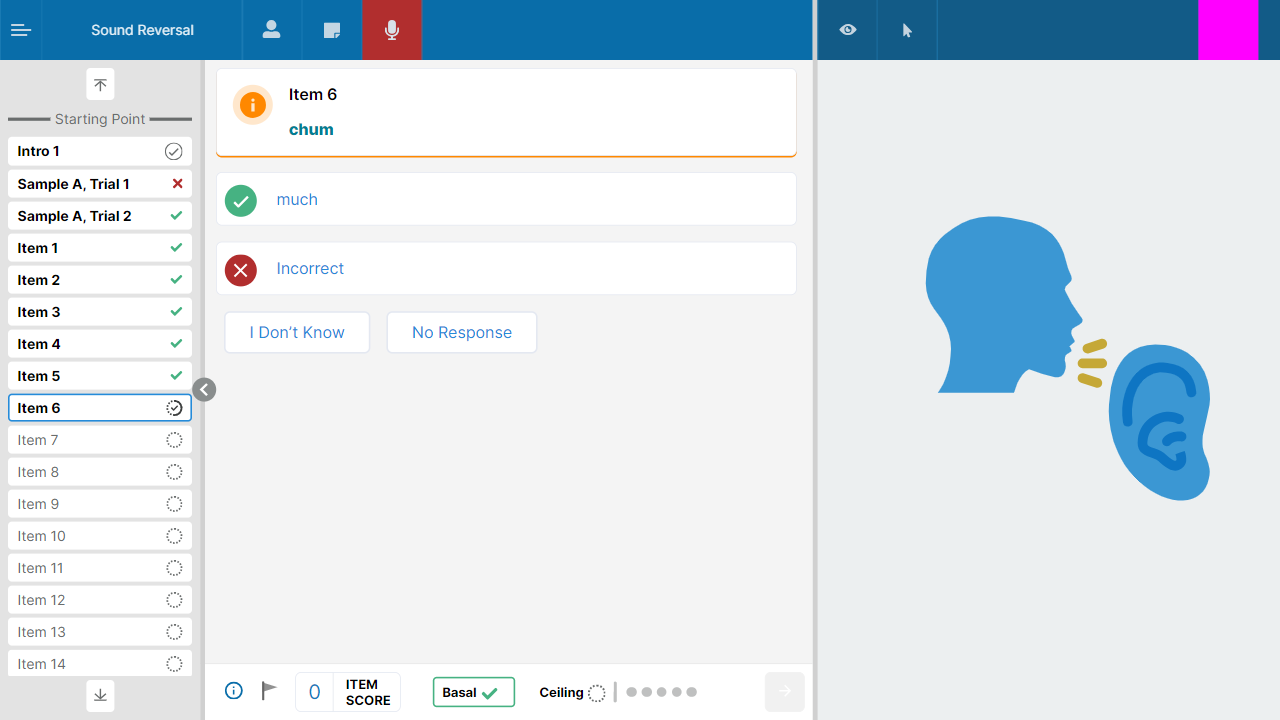 Sound Reversal
Starting Point
Intro 1
Sample A, Trial 1
Sample A, Trial 2
Item 1
Item 2
Item 3
Item 4
Item 5
Item 6
Item 7
Item 8
Item 9
Item 10
Item 11
Item 12
Item 13
Item 14
Item 6
chum
much
Incorrect
I Don’t Know
No Response
0
ITEM
SCORE
Basal
Ceiling